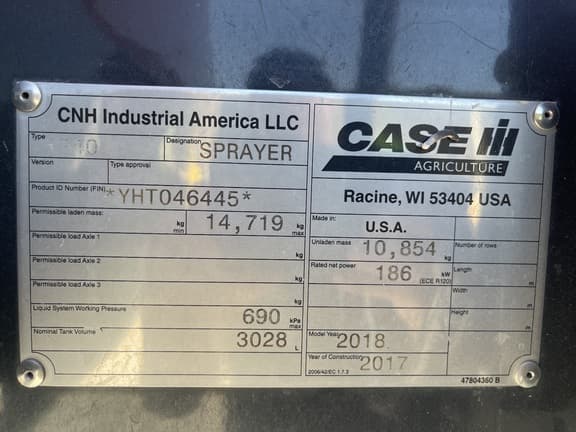 CNH Industrial America LLC
Type 10 Designation SPRAYER
Version Type approval
Product ID Number (FIN) *YHT046445*
Permissible laden mass: kg min 14,719 kg max
Permissible load Axle 1 kg
Permissible load Axle 2 kg
Permissible load Axle 3 kg
Liquid System Working Pressure 690 kPa max
Nominal Tank Volume 3028 L
CASE IH
AGRICULTURE
Racine, WI 53404 USA
Made in: U.S.A.
Unladen mass 10,854 kg Number of rows
Rated net power 186 kW (ECE R120) Length m
Width m
Height m
Model Year 2018
Year of Construction 2017
2006/42/EC 1.7.3
47804350 B